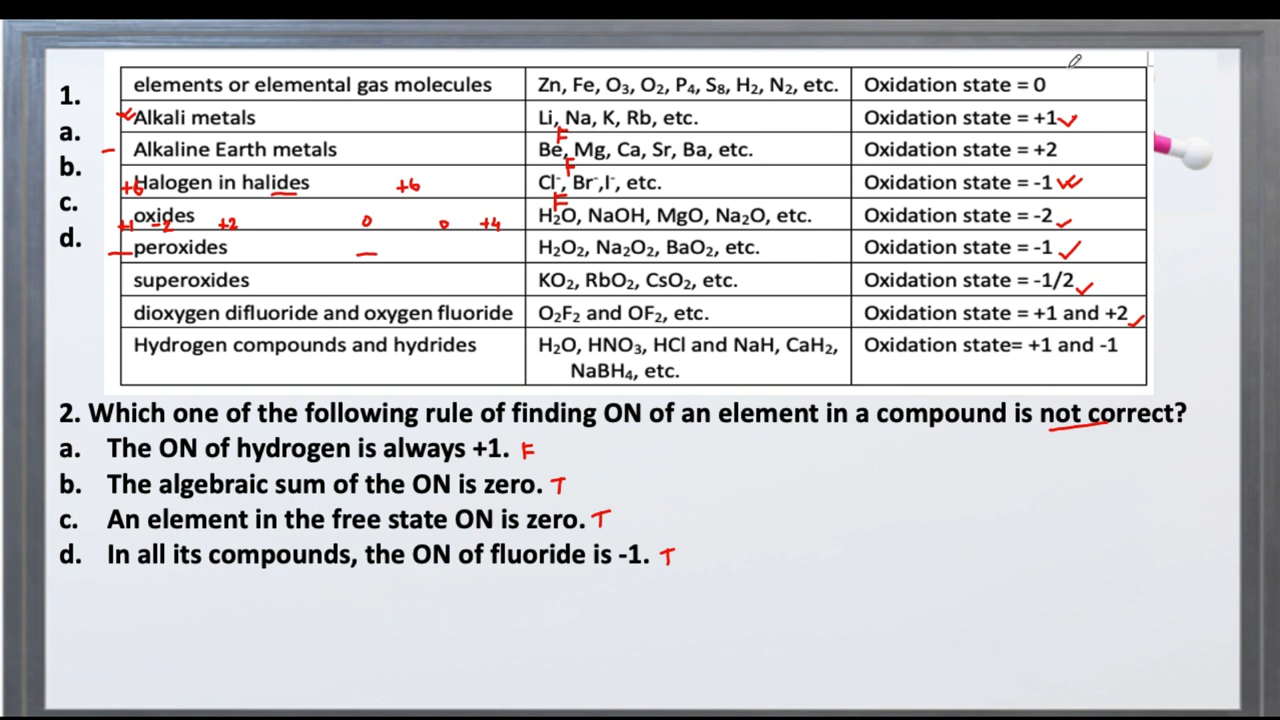 1.
elements or elemental gas molecules Zn, Fe, O₃, O₂, P₄, S₈, H₂, N₂, etc. Oxidation state = 0
Alkali metals Li, Na, K, Rb, etc. Oxidation state = +1
F
a.
Alkaline Earth metals Be, Mg, Ca, Sr, Ba, etc. Oxidation state = +2
F
b.
Halogen in halides Cl⁻, Br⁻,I⁻, etc. Oxidation state = -1
+6 +6
F
c.
oxides H₂O, NaOH, MgO, Na₂O, etc. Oxidation state = -2
+1 -2 +2 0 0 +4
d.
peroxides H₂O₂, Na₂O₂, BaO₂, etc. Oxidation state = -1
superoxides KO₂, RbO₂, CsO₂, etc. Oxidation state = -1/2
dioxygen difluoride and oxygen fluoride O₂F₂ and OF₂, etc. Oxidation state = +1 and +2
Hydrogen compounds and hydrides H₂O, HNO₃, HCl and NaH, CaH₂, Oxidation state= +1 and -1
NaBH₄, etc.
2. Which one of the following rule of finding ON of an element in a compound is not correct?
a. The ON of hydrogen is always +1. F
b. The algebraic sum of the ON is zero. T
c. An element in the free state ON is zero. T
d. In all its compounds, the ON of fluoride is -1. T